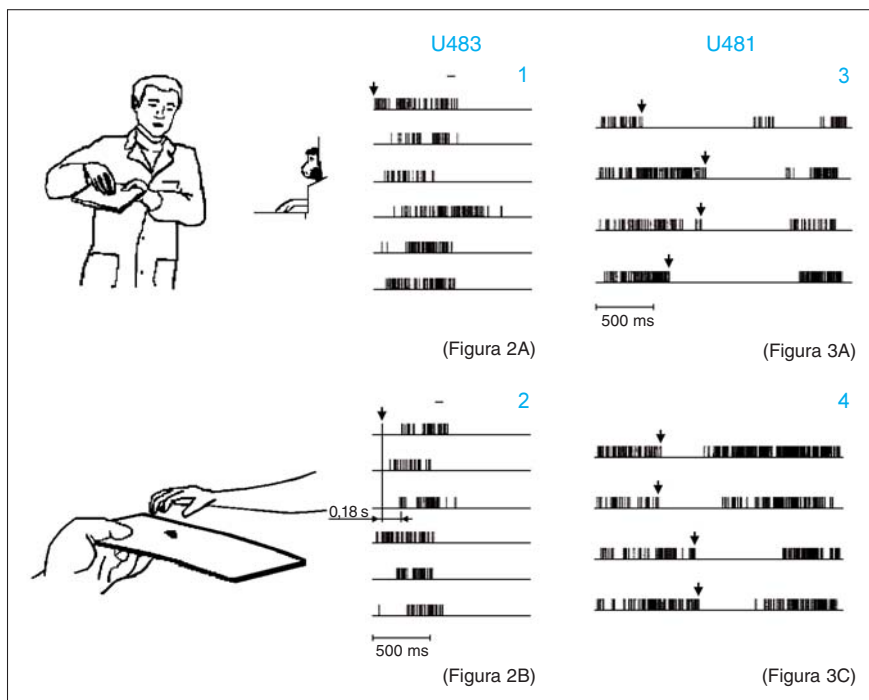 U483
U481
1
3
500 ms
(Figura 2A)
(Figura 3A)
2
4
0,18 s
500 ms
(Figura 2B)
(Figura 3C)